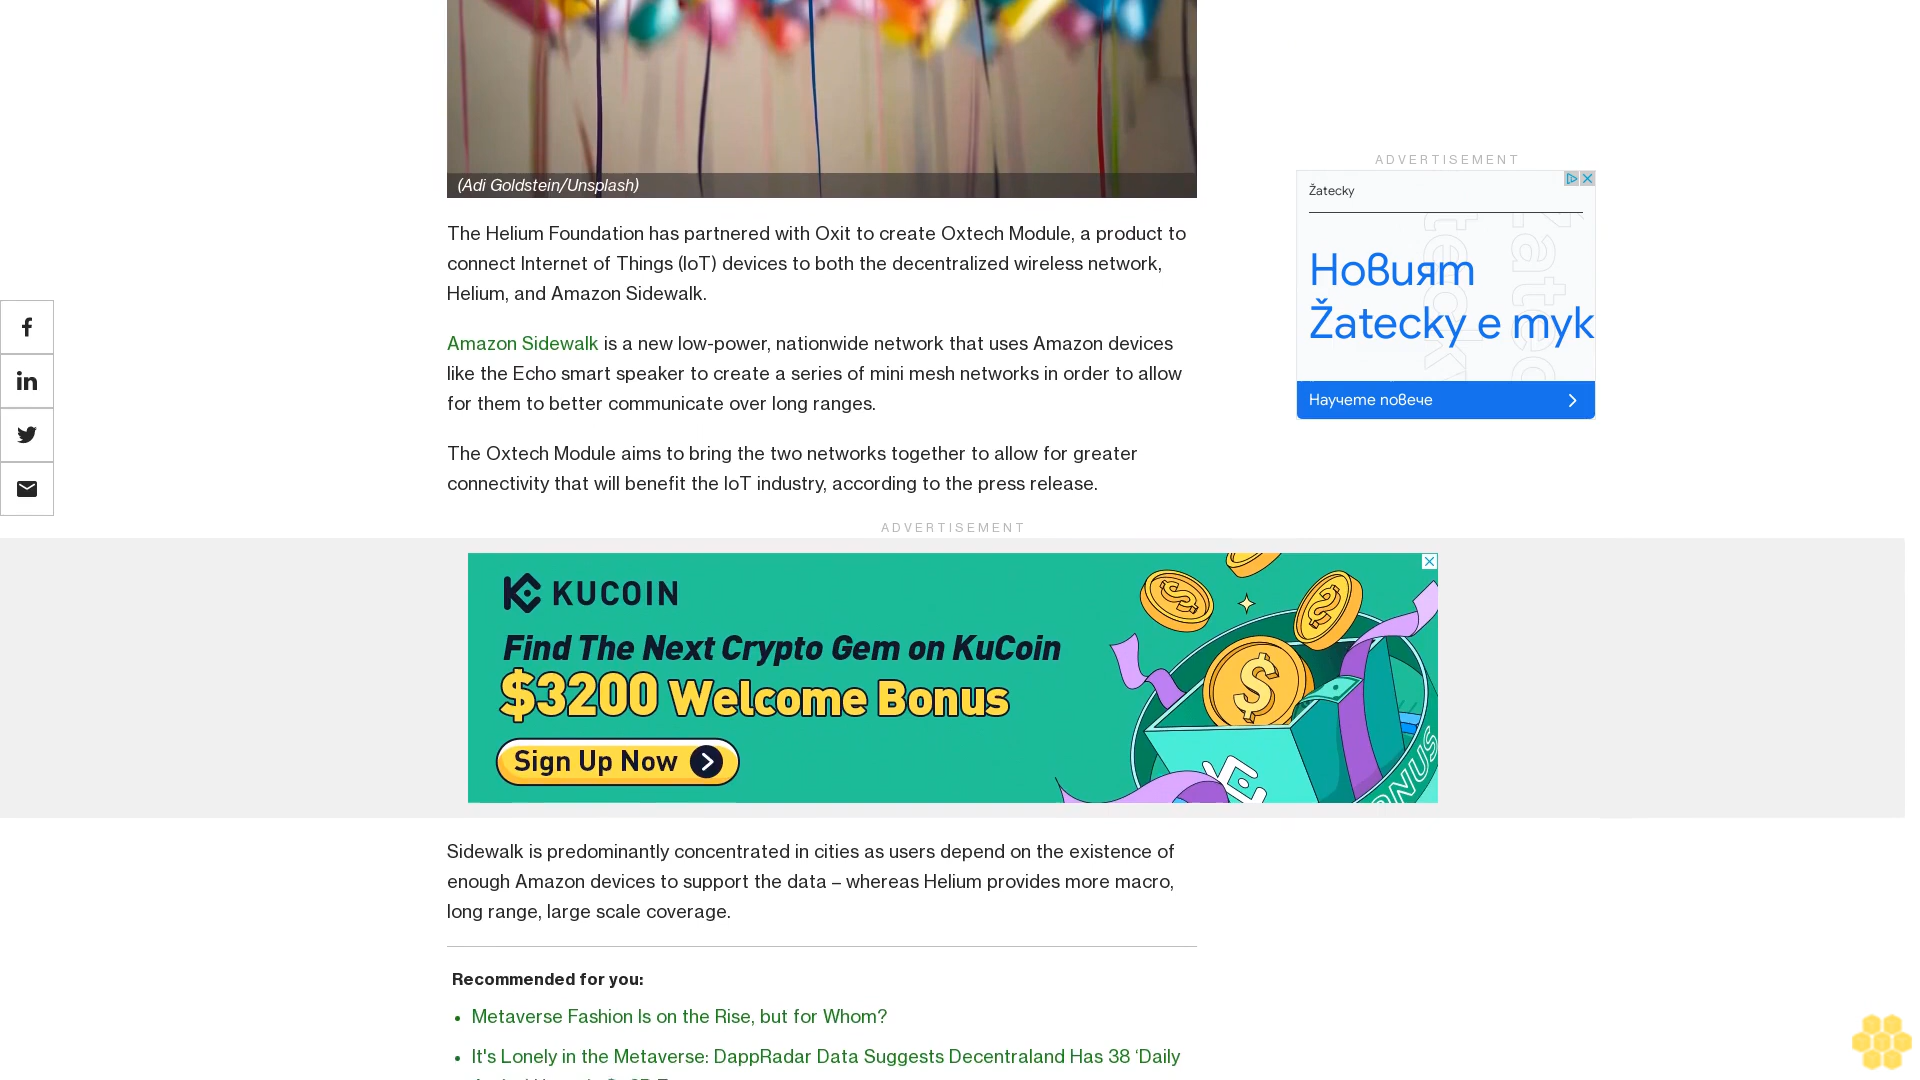 (Adi Goldstein/Unsplash)
The Helium Foundation has partnered with Oxit to create Oxtech Module, a product to
connect Internet of Things (IoT) devices to both the decentralized wireless network,
Helium, and Amazon Sidewalk.
Amazon Sidewalk is a new low-power, nationwide network that uses Amazon devices
like the Echo smart speaker to create a series of mini mesh networks in order to allow
for them to better communicate over long ranges.
The Oxtech Module aims to bring the two networks together to allow for greater
connectivity that will benefit the IoT industry, according to the press release.
ADVERTISEMENT
Žatecky
Новият
Žatecky е тук
Научете повече
ADVERTISEMENT
KUCOIN
Find The Next Crypto Gem on KuCoin
$3200 Welcome Bonus
Sign Up Now
BONUS
Sidewalk is predominantly concentrated in cities as users depend on the existence of
enough Amazon devices to support the data – whereas Helium provides more macro,
long range, large scale coverage.
Recommended for you:
• Metaverse Fashion Is on the Rise, but for Whom?
• It's Lonely in the Metaverse: DappRadar Data Suggests Decentraland Has 38 ‘Daily